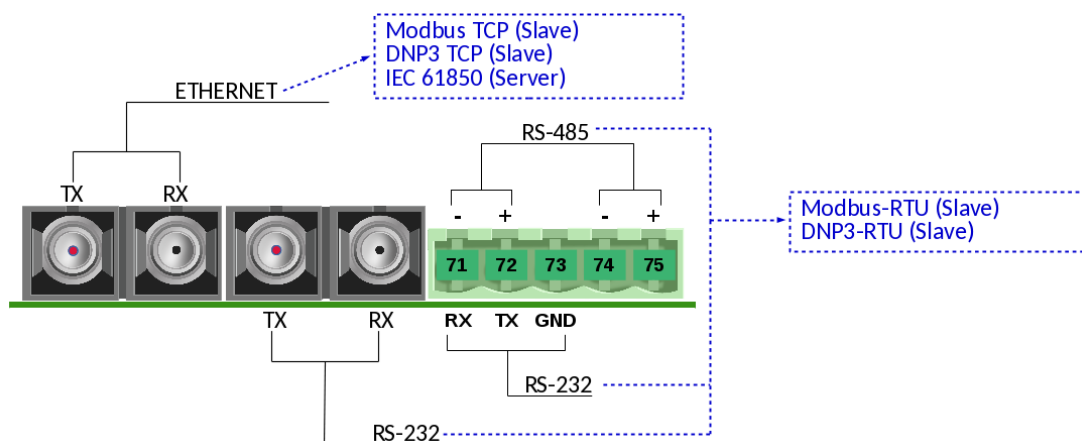 Modbus TCP (Slave)
DNP3 TCP (Slave)
IEC 61850 (Server)
ETHERNET
RS-485
TX RX
- + - +
Modbus-RTU (Slave)
DNP3-RTU (Slave)
71 72 73 74 75
TX RX RX TX GND
RS-232
RS-232